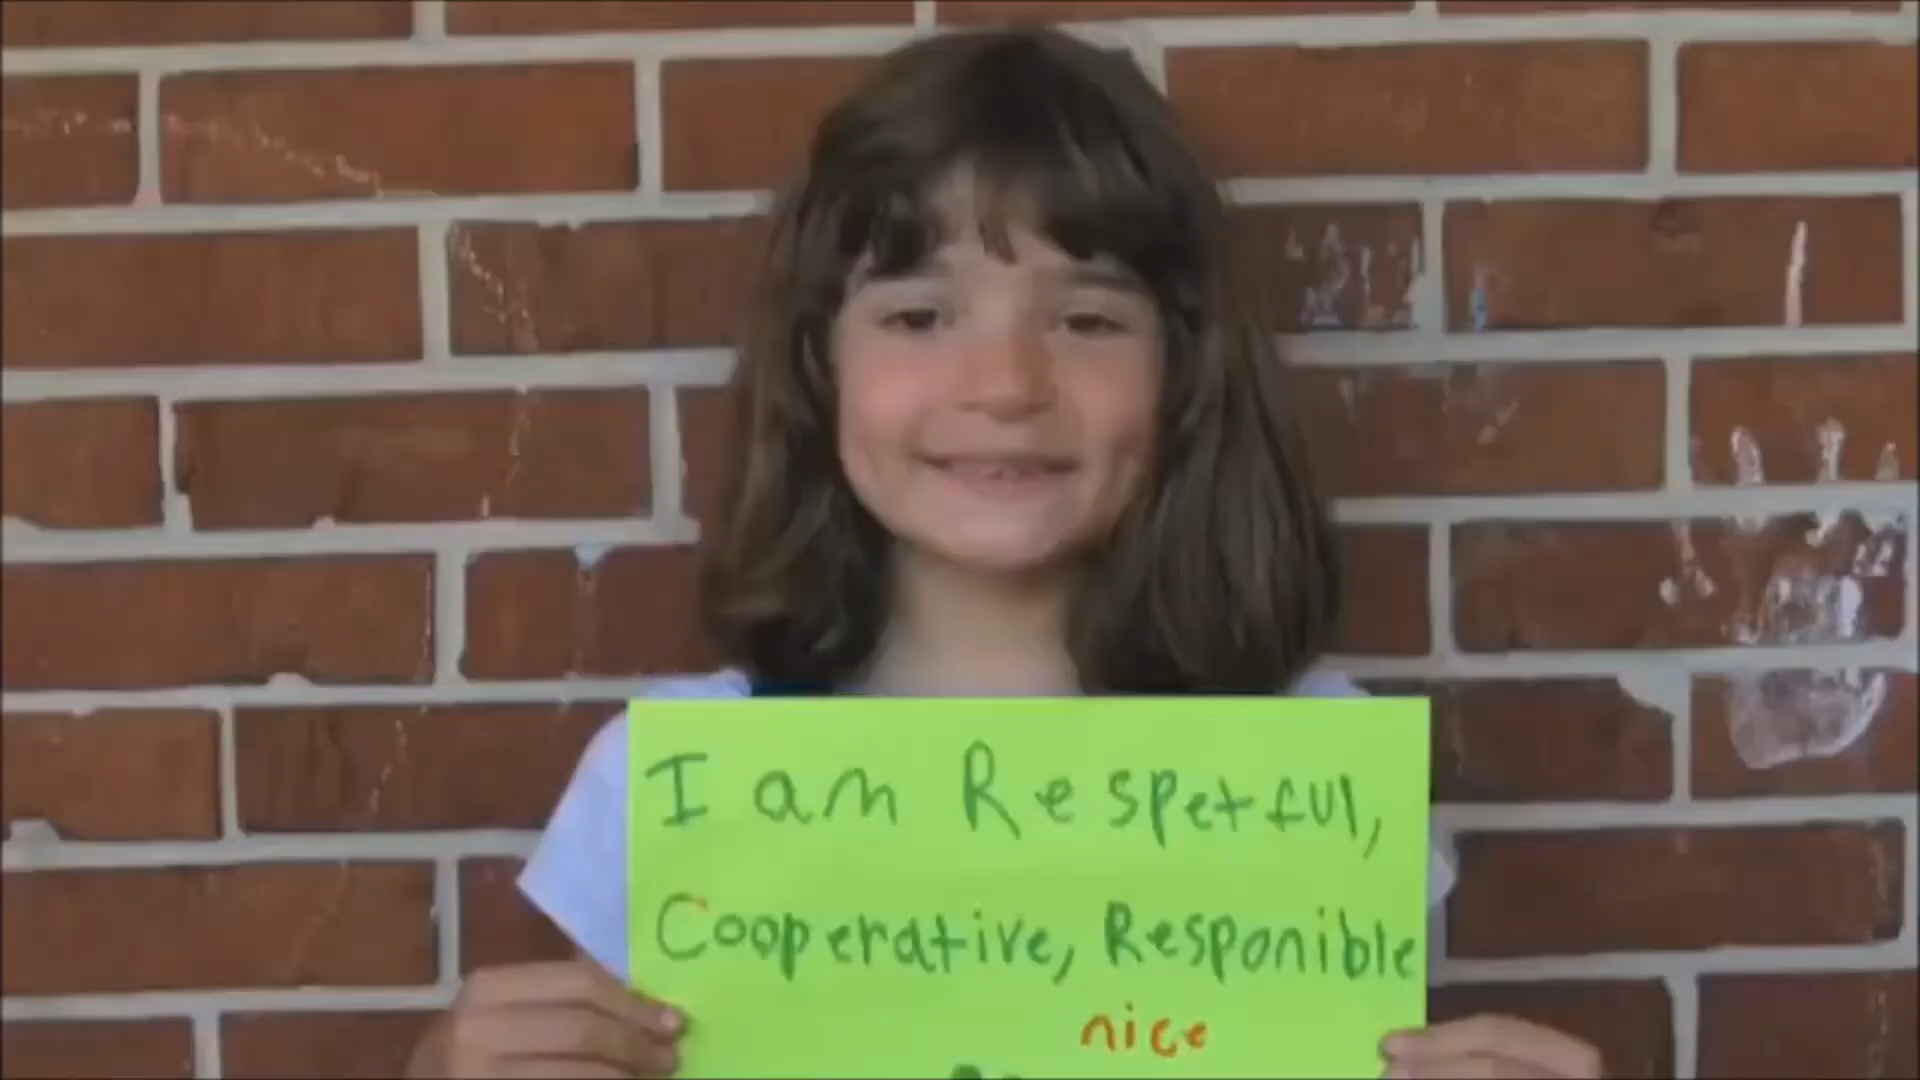 I am Respetful,
Cooperative, Responible
nice